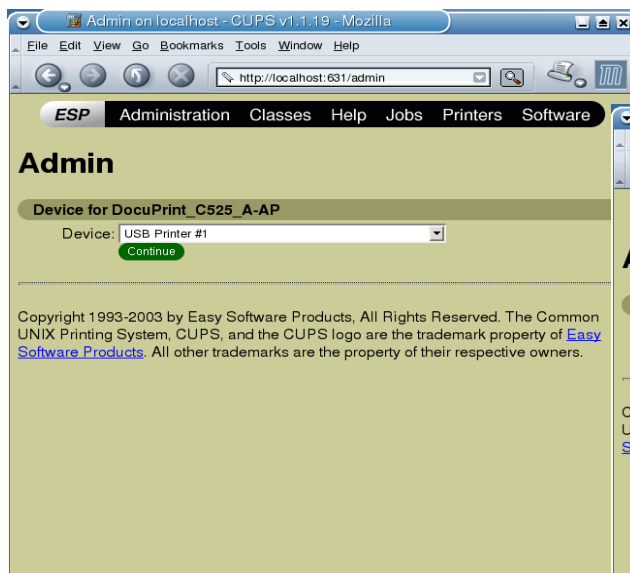 Admin on localhost - CUPS v1.1.19 - Mozilla
File Edit View Go Bookmarks Tools Window Help
http://localhost:631/admin
ESP Administration Classes Help Jobs Printers Software
Admin
Device for DocuPrint_C525_A-AP
Device: USB Printer #1
Continue
Copyright 1993-2003 by Easy Software Products, All Rights Reserved. The Common
UNIX Printing System, CUPS, and the CUPS logo are the trademark property of Easy
Software Products. All other trademarks are the property of their respective owners.